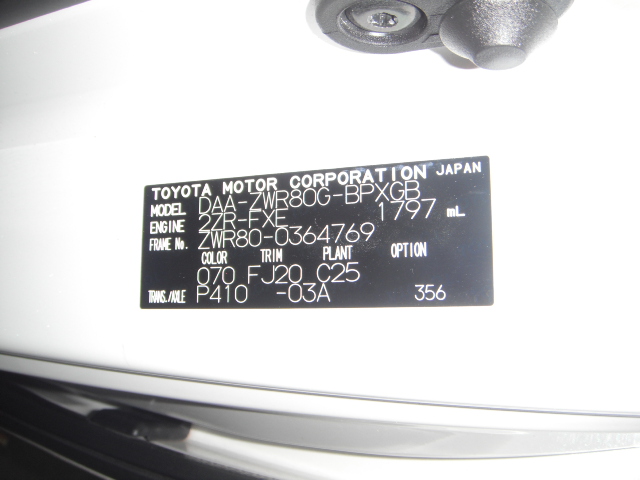 TOYOTA MOTOR CORPORATION JAPAN
MODEL DAA-ZWR80G-BPXGB
ENGINE 2ZR-FXE 1797 mL
FRAME No. ZWR80-0364769
COLOR TRIM PLANT OPTION
070 FJ20 C25
TRANS./AXLE P410 -03A 356